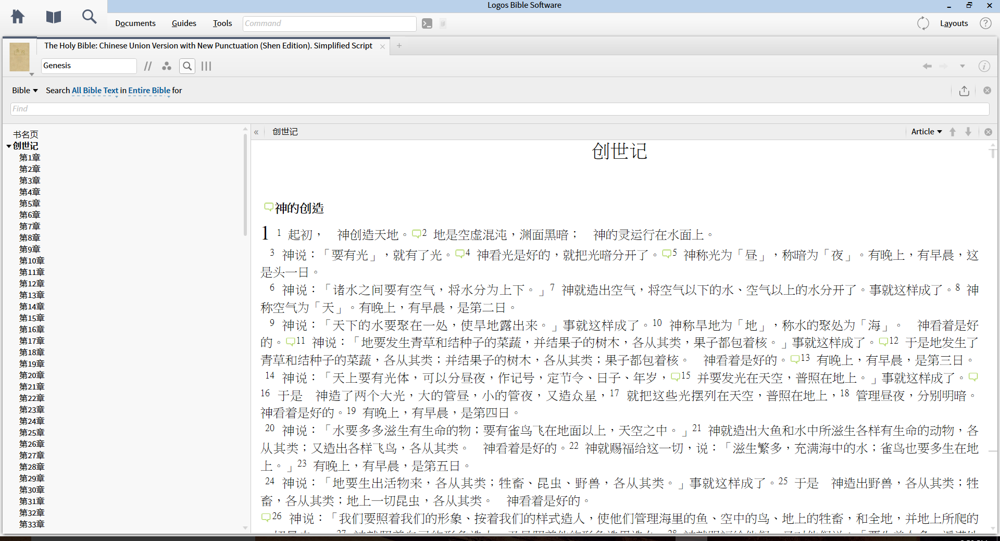 Logos Bible Software
Documents Guides Tools Command Layouts
The Holy Bible: Chinese Union Version with New Punctuation (Shen Edition). Simplified Script
Genesis
Bible Search All Bible Text in Entire Bible for
Find
书名页
创世记
第1章
第2章
第3章
第4章
第5章
第6章
第7章
第8章
第9章
第10章
第11章
第12章
第13章
第14章
第15章
第16章
第17章
第18章
第19章
第20章
第21章
第22章
第23章
第24章
第25章
第26章
第27章
第28章
第29章
第30章
第31章
第32章
第33章
« 创世记 Article
创世记
神的创造
1 1 起初，　神创造天地。2 地是空虚混沌，渊面黑暗；　神的灵运行在水面上。
3 神说：「要有光」，就有了光。4 神看光是好的，就把光暗分开了。5 神称光为「昼」，称暗为「夜」。有晚上，有早晨，这
是头一日。
6 神说：「诸水之间要有空气，将水分为上下。」7 神就造出空气，将空气以下的水、空气以上的水分开了。事就这样成了。8 神
称空气为「天」。有晚上，有早晨，是第二日。
9 神说：「天下的水要聚在一处，使旱地露出来。」事就这样成了。10 神称旱地为「地」，称水的聚处为「海」。　神看着是好
的。11 神说：「地要发生青草和结种子的菜蔬，并结果子的树木，各从其类，果子都包着核。」事就这样成了。12 于是地发生了
青草和结种子的菜蔬，各从其类；并结果子的树木，各从其类；果子都包着核。　神看着是好的。13 有晚上，有早晨，是第三日。
14 神说：「天上要有光体，可以分昼夜，作记号，定节令、日子、年岁，15 并要发光在天空，普照在地上。」事就这样成了。
16 于是　神造了两个大光，大的管昼，小的管夜，又造众星，17 就把这些光摆列在天空，普照在地上，18 管理昼夜，分别明暗。
神看着是好的。19 有晚上，有早晨，是第四日。
20 神说：「水要多多滋生有生命的物；要有雀鸟飞在地面以上，天空之中。」21 神就造出大鱼和水中所滋生各样有生命的动物，各
从其类；又造出各样飞鸟，各从其类。　神看着是好的。22 神就赐福给这一切，说：「滋生繁多，充满海中的水；雀鸟也要多生在地
上。」23 有晚上，有早晨，是第五日。
24 神说：「地要生出活物来，各从其类；牲畜、昆虫、野兽，各从其类。」事就这样成了。25 于是　神造出野兽，各从其类；牲
畜，各从其类；地上一切昆虫，各从其类。　神看着是好的。
26 神说：「我们要照着我们的形象、按着我们的样式造人，使他们管理海里的鱼、空中的鸟、地上的牲畜，和全地，并地上所爬的